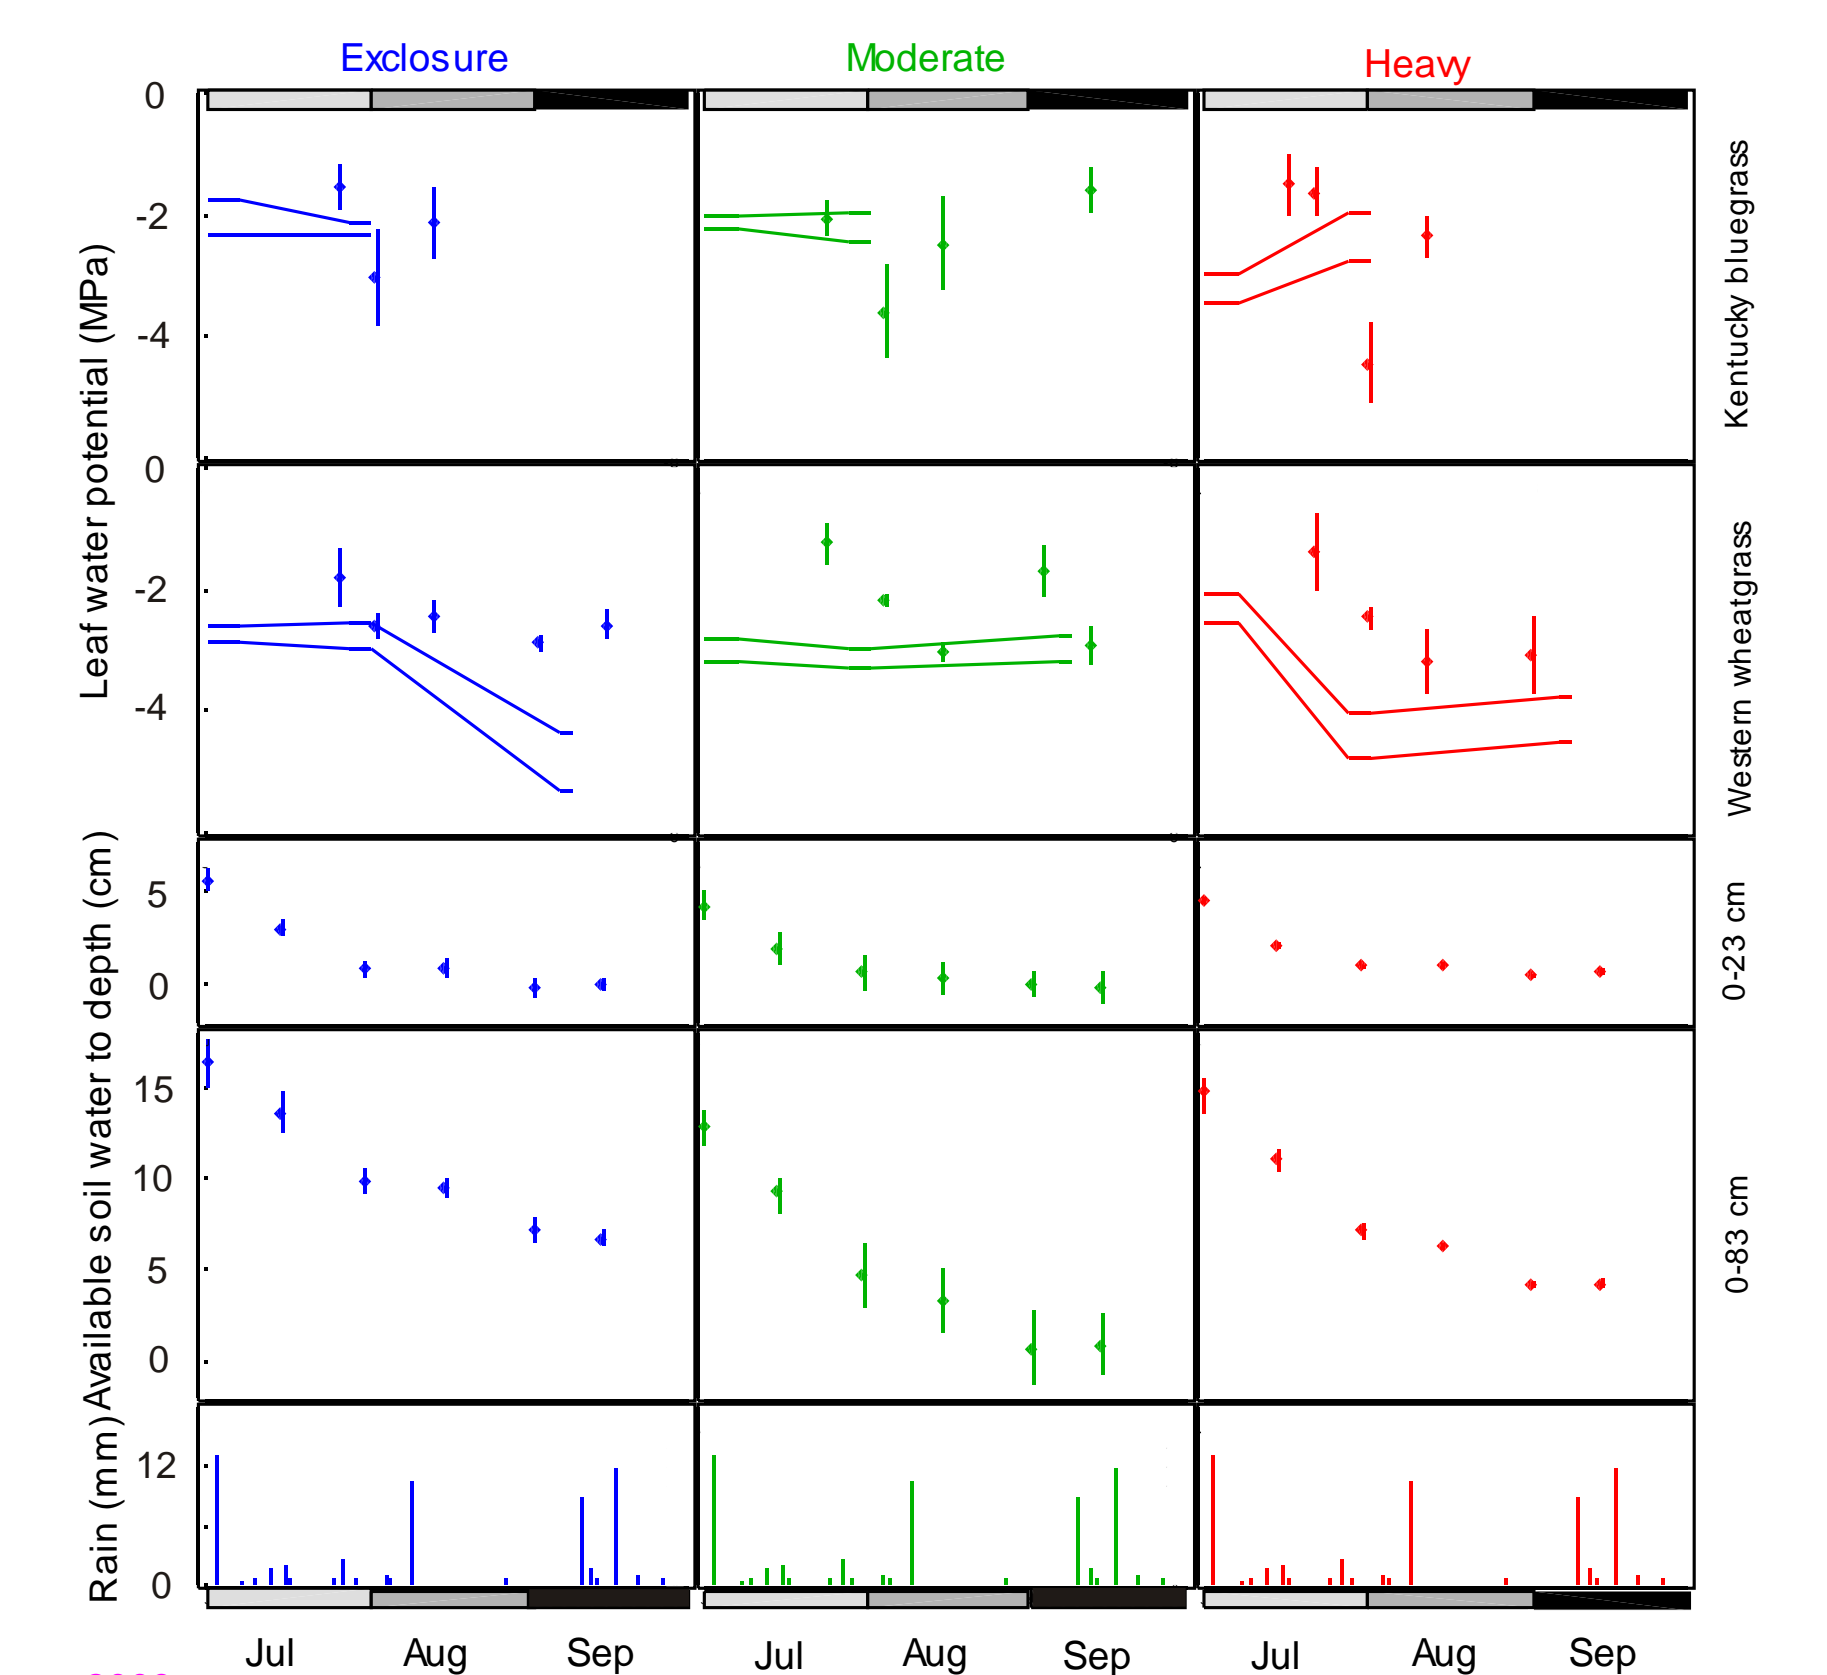 Exclosure Moderate Heavy
0
-2
-4
0
-2
-4
5
0
15
10
5
0
12
0
Leaf water potential (MPa)
Available soil water to depth (cm)
Rain (mm)
Kentucky bluegrass
Western wheatgrass
0-23 cm
0-83 cm
Jul Aug Sep Jul Aug Sep Jul Aug Sep